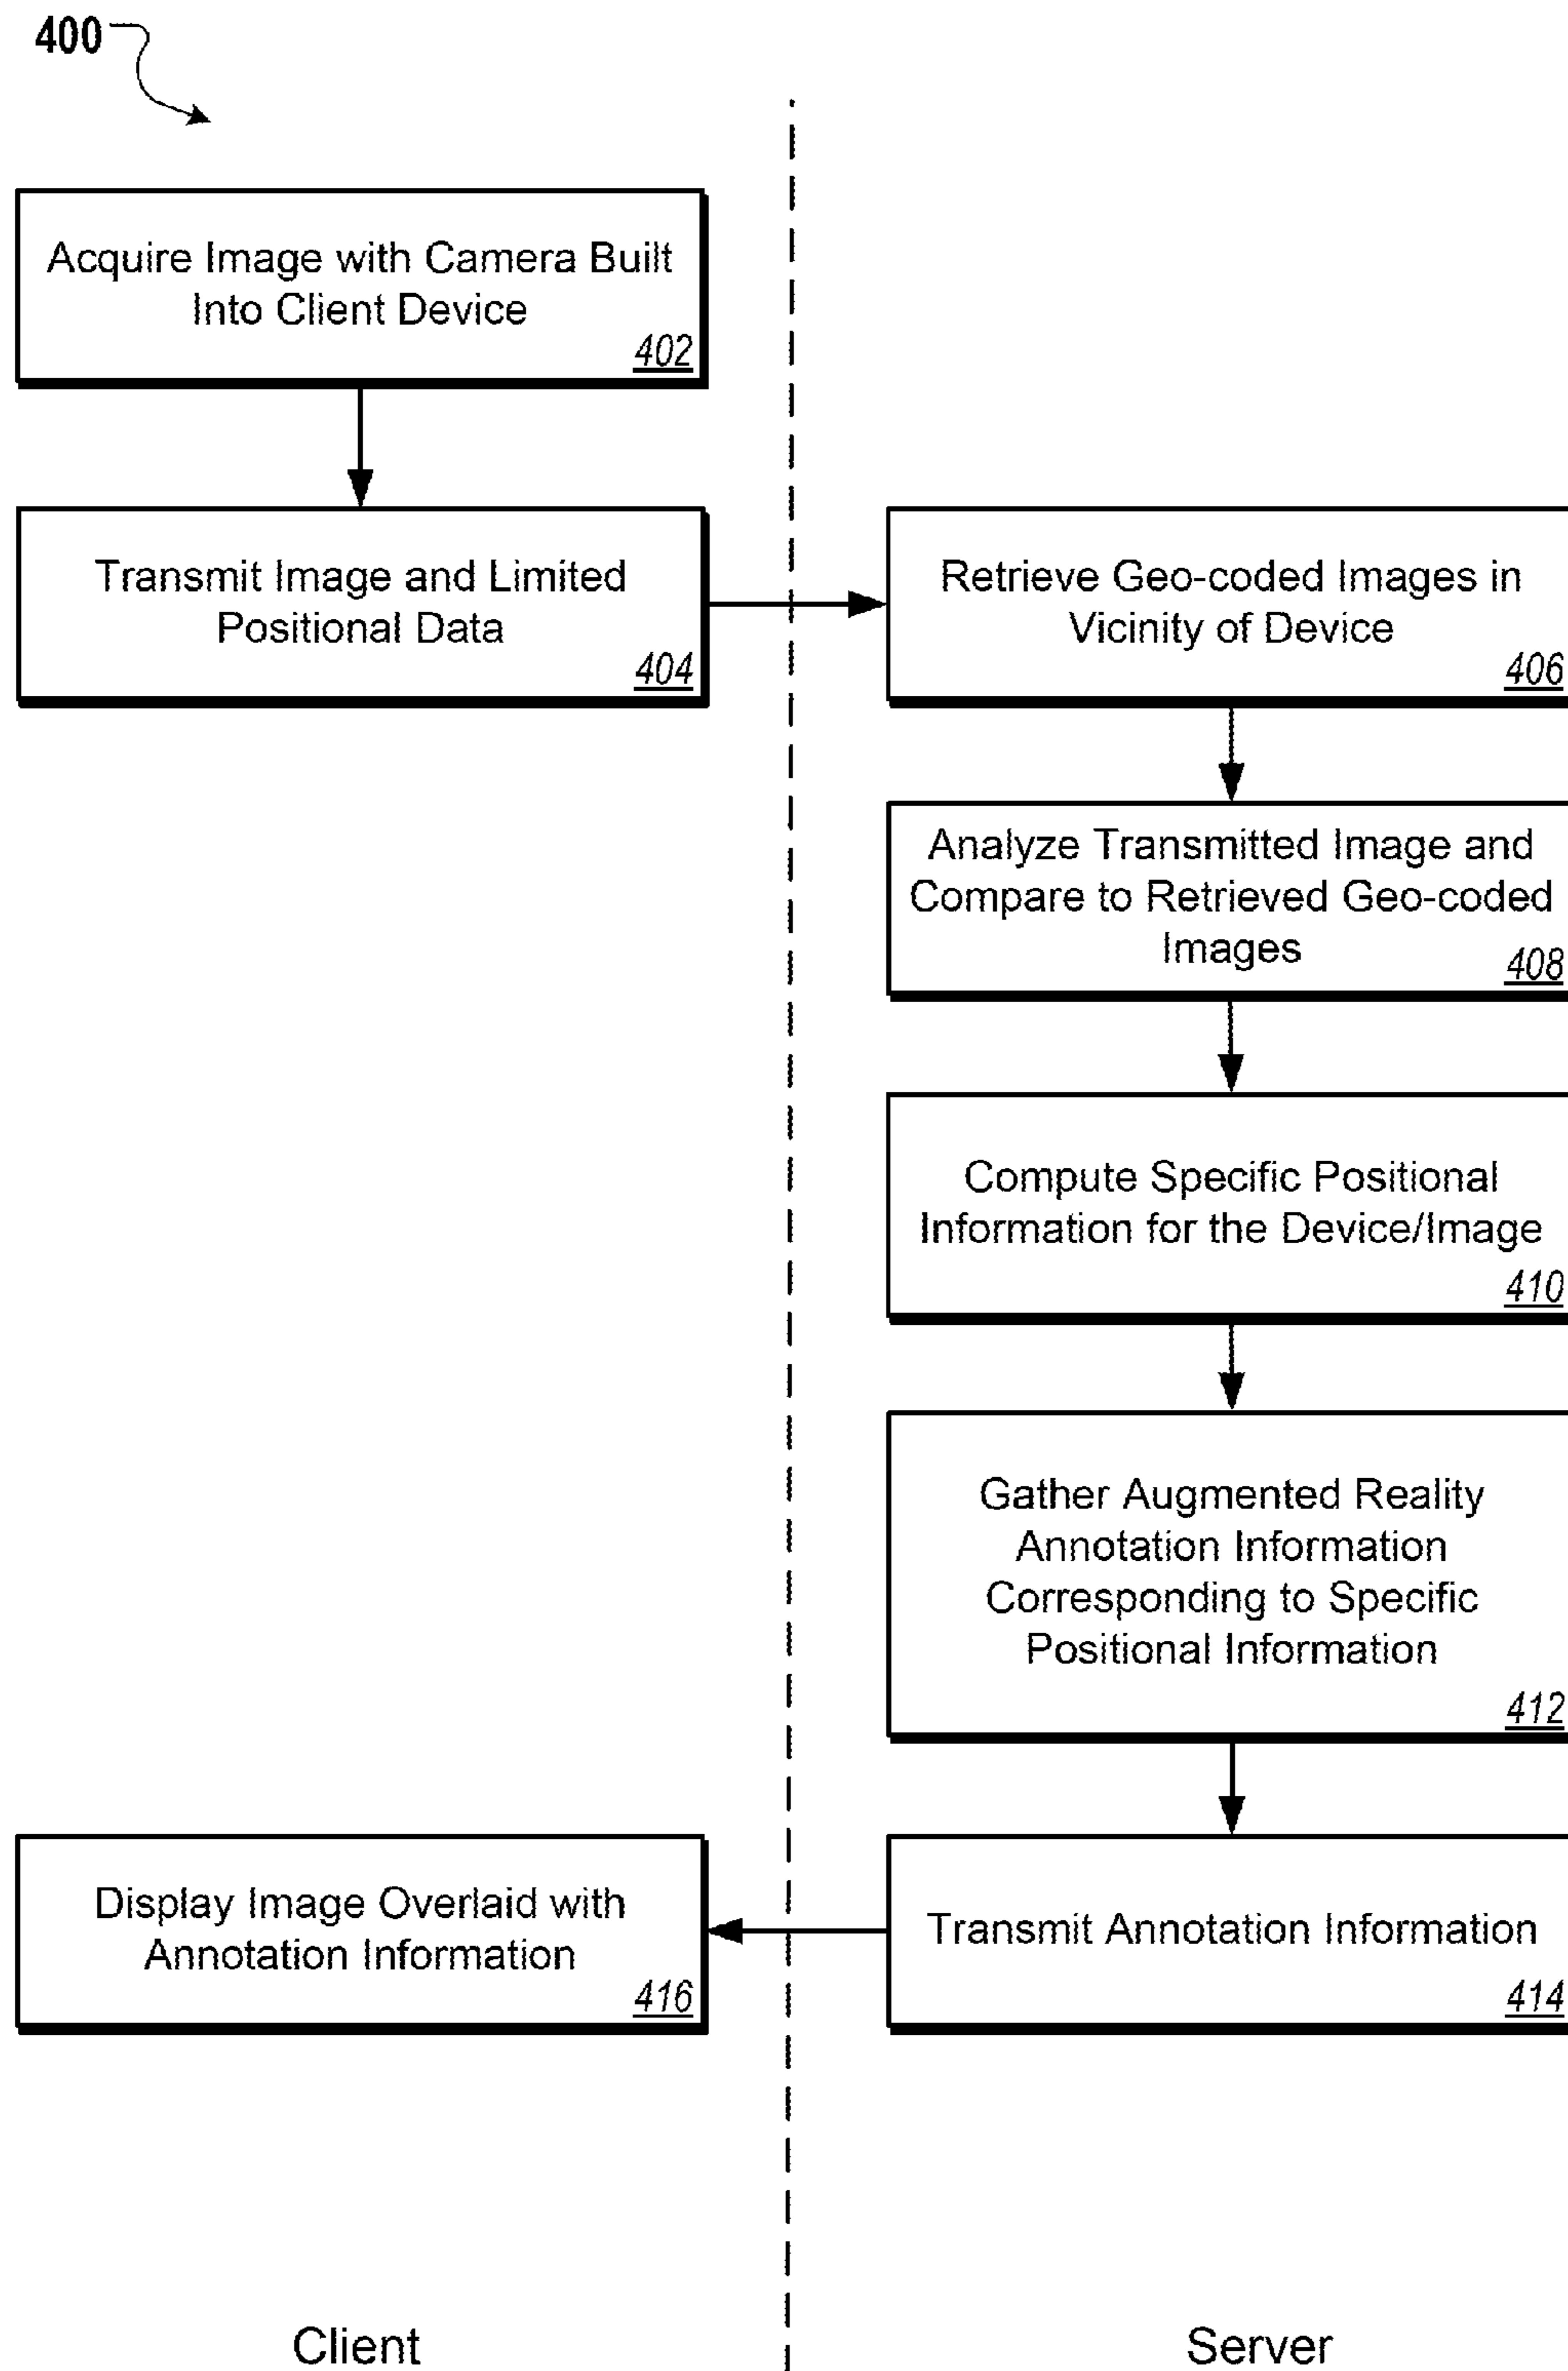 400
Acquire Image with Camera Built
Into Client Device
402
Transmit Image and Limited
Positional Data
404
Retrieve Geo-coded Images in
Vicinity of Device
406
Analyze Transmitted Image and
Compare to Retrieved Geo-coded
Images
408
Compute Specific Positional
Information for the Device/Image
410
Gather Augmented Reality
Annotation Information
Corresponding to Specific
Positional Information
412
Transmit Annotation Information
414
Display Image Overlaid with
Annotation Information
416
Client
Server